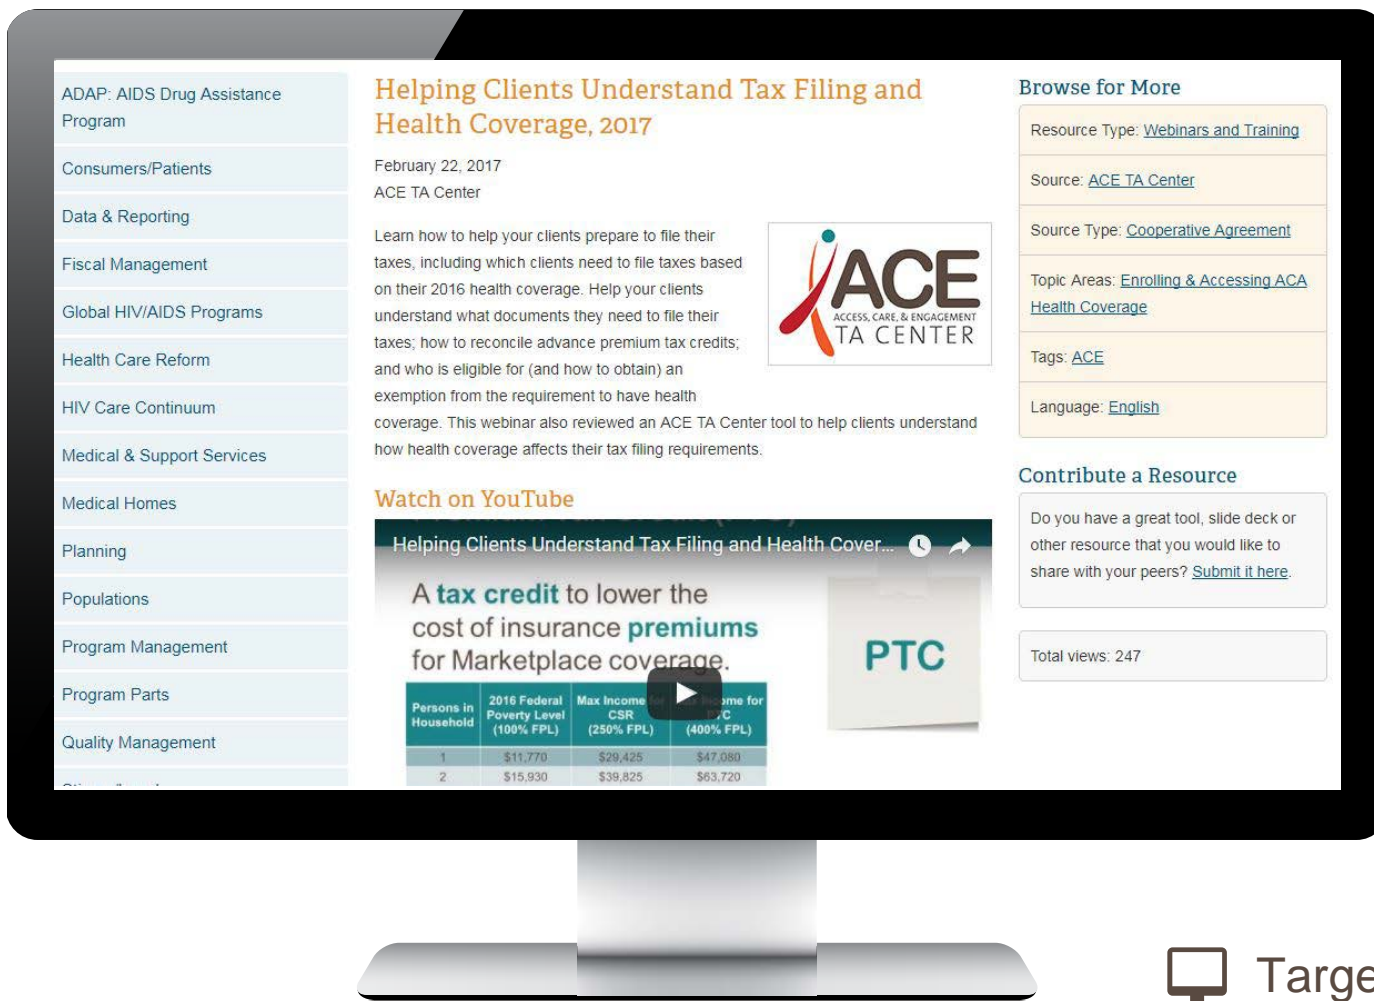 ADAP: AIDS Drug Assistance
Program
Consumers/Patients
Data & Reporting
Fiscal Management
Global HIV/AIDS Programs
Health Care Reform
HIV Care Continuum
Medical & Support Services
Medical Homes
Planning
Populations
Program Management
Program Parts
Quality Management
Helping Clients Understand Tax Filing and
Health Coverage, 2017
February 22, 2017
ACE TA Center
Learn how to help your clients prepare to file their
taxes, including which clients need to file taxes based
on their 2016 health coverage. Help your clients
understand what documents they need to file their
taxes; how to reconcile advance premium tax credits;
and who is eligible for (and how to obtain) an
exemption from the requirement to have health
coverage. This webinar also reviewed an ACE TA Center tool to help clients understand
how health coverage affects their tax filing requirements.
ACE
ACCESS, CARE, & ENGAGEMENT
TA CENTER
Watch on YouTube
Helping Clients Understand Tax Filing and Health Cover...
A tax credit to lower the
cost of insurance premiums
for Marketplace coverage.
PTC
Persons in Household 2016 Federal Poverty Level (100% FPL) Max Income CSR (250% FPL) for (400% FPL)
1 $11,770 $29,425 $47,080
2 $15,930 $39,825 $63,720
Browse for More
Resource Type: Webinars and Training
Source: ACE TA Center
Source Type: Cooperative Agreement
Topic Areas: Enrolling & Accessing ACA
Health Coverage
Tags: ACE
Language: English
Contribute a Resource
Do you have a great tool, slide deck or
other resource that you would like to
share with your peers? Submit it here.
Total views: 247
Targe